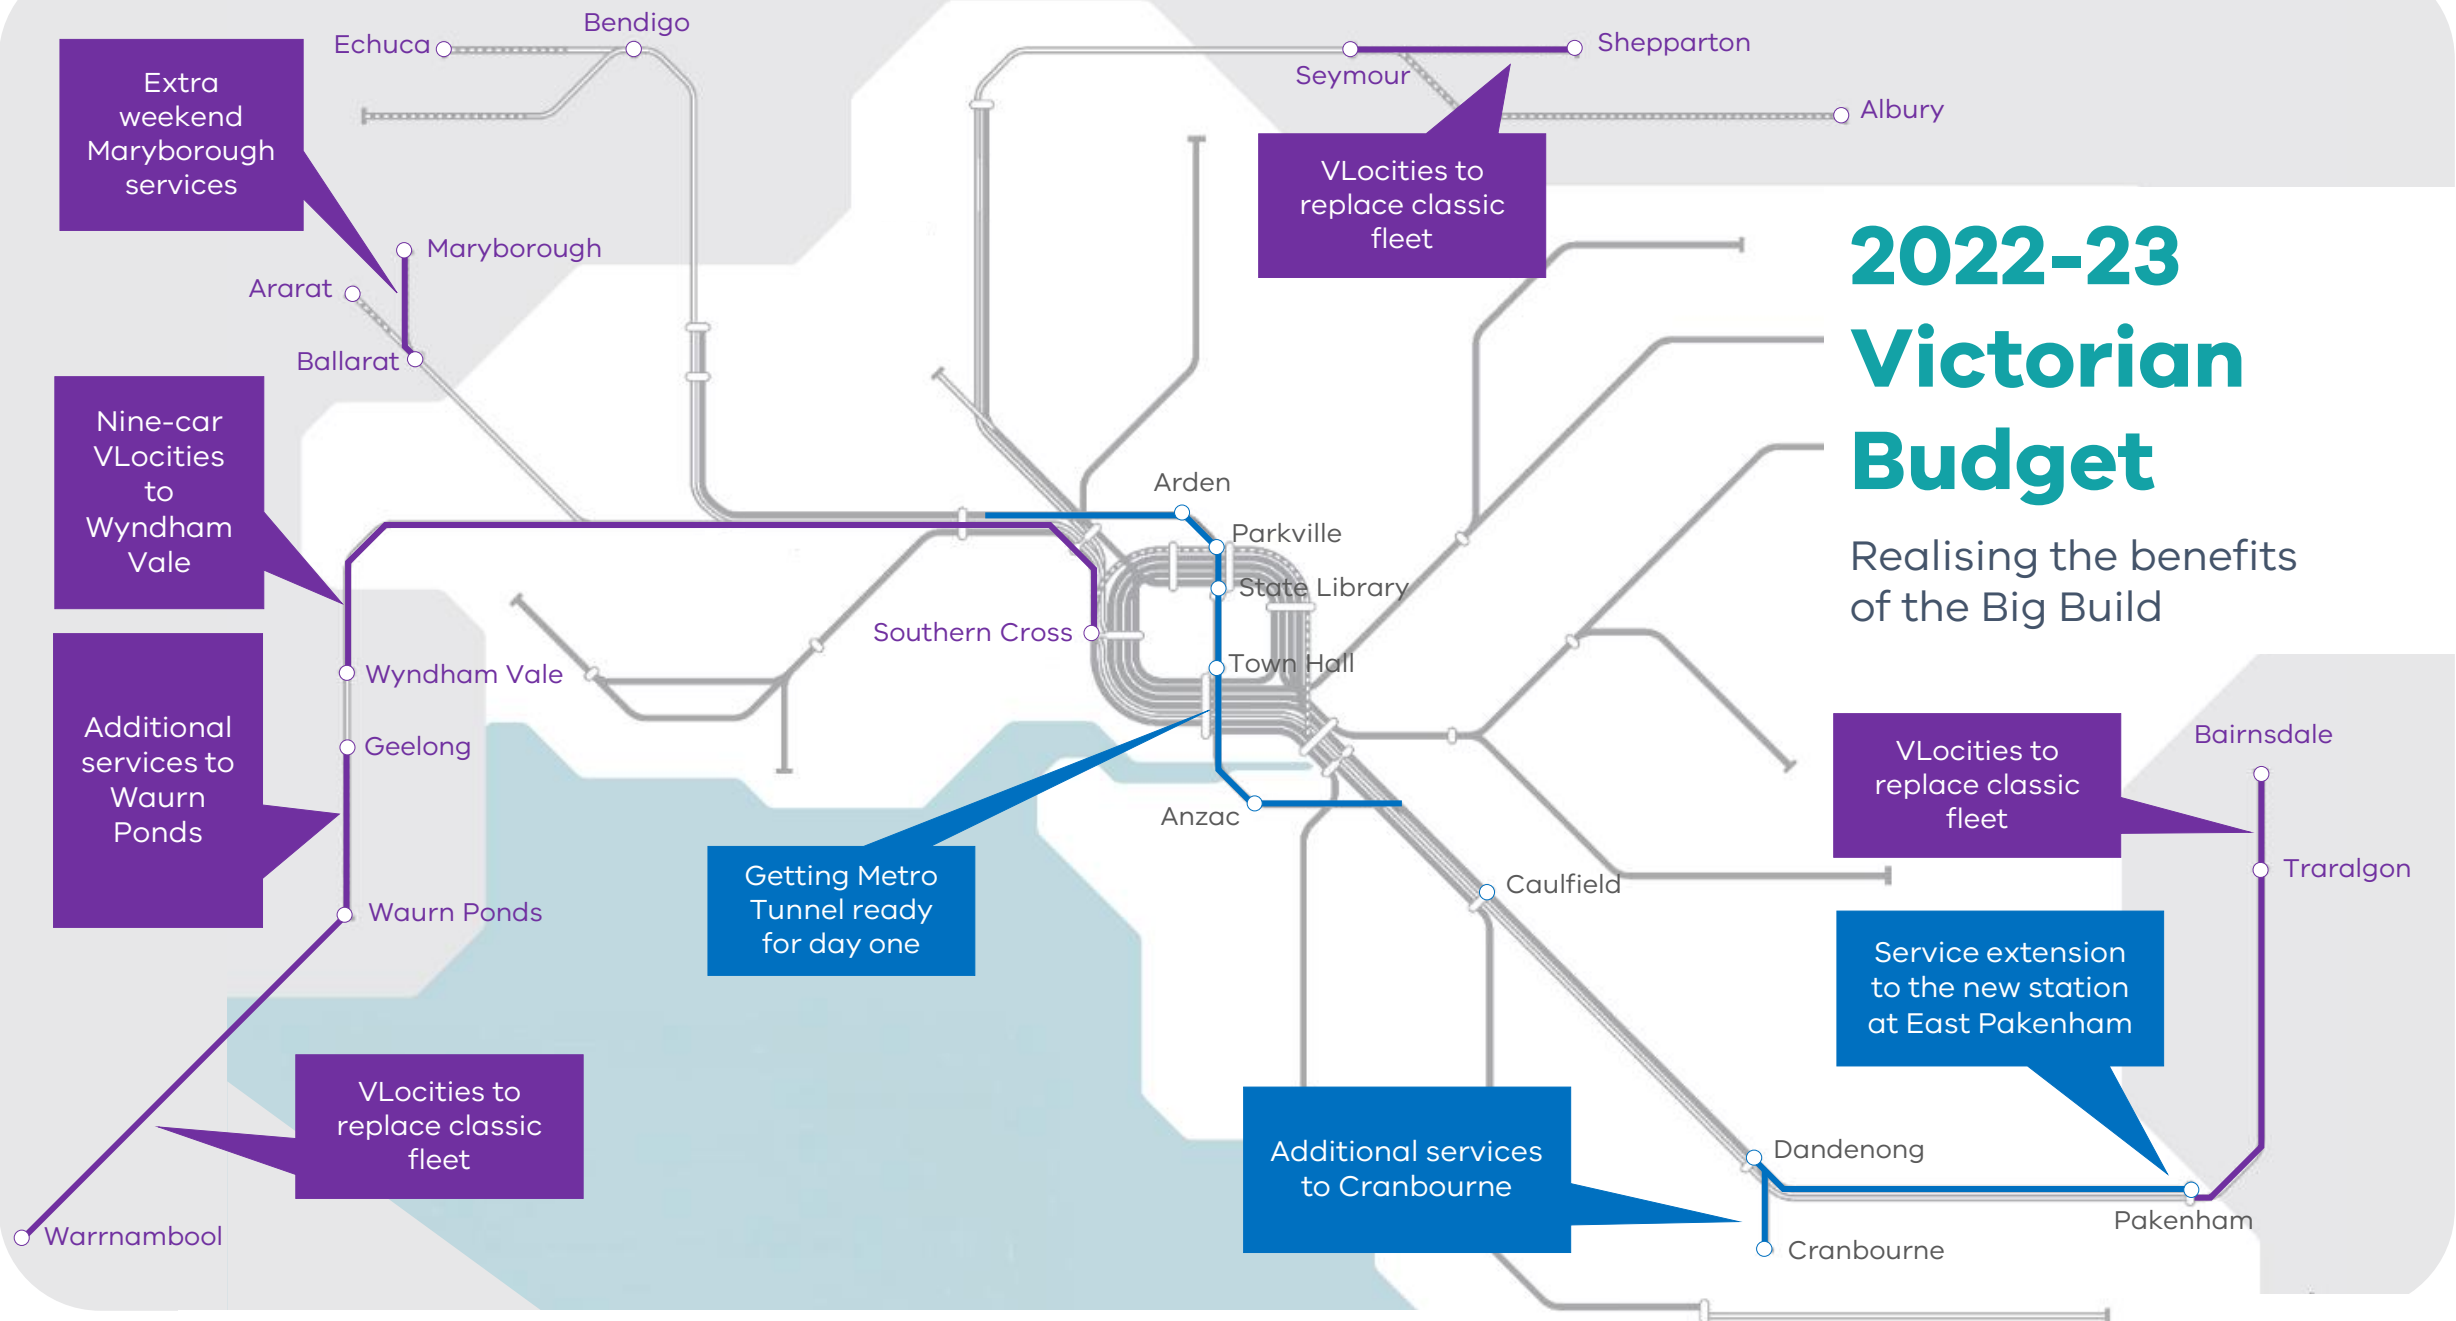 Bendigo
Echuca
Extra
weekend
Maryborough
services
Shepparton
Seymour
Albury
VLocities to
replace classic
fleet
2022-23
Victorian
Budget
Realising the benefits
of the Big Build
Maryborough
Ararat
Ballarat
Nine-car
VLocities
to
Wyndham
Vale
Arden
Parkville
State Library
Southern Cross
Town Hall
Wyndham Vale
Additional
services to
Waurn
Ponds
Geelong
Anzac
VLocities to
replace classic
fleet
Bairnsdale
Traralgon
Getting Metro
Tunnel ready
for day one
Caulfield
Waurn Ponds
Service extension
to the new station
at East Pakenham
VLocities to
replace classic
fleet
Additional services
to Cranbourne
Dandenong
Pakenham
Cranbourne
Warrnambool